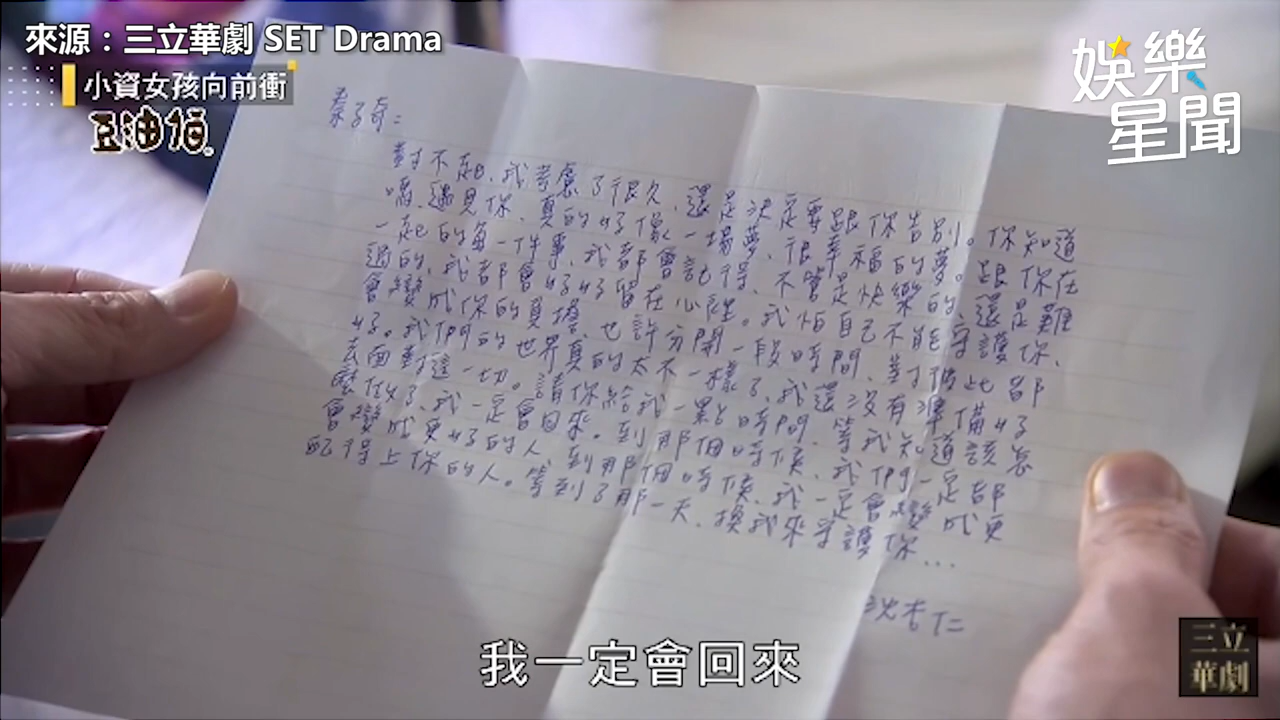 來源：三立華劇 SET Drama
小資女孩向前衝
豆油伯
娛樂
星聞
秦子奇：
對不起、我考慮了很久、還是決定要跟你告別。你知道
嗎、遇見你、真的好像一場夢、很幸福的夢。跟你在
一起的每一件事、我都會記得、不管是快樂的、還是難
過的、我都會好好留在心裡。我怕自己不能守護你、
會變成你的負擔、也許分開一段時間、對彼此都
好。我們的世界真的太不一樣了、我還沒有準備好
去面對這一切。請你給我一點時間、等我知道該怎
麼做了、我一定會回來。到那個時候、我們一定都
會變成更好的人、到那個時候、我一定會變成更
配得上你的人。等到了那一天、換我來守護你...
沈杏仁
我一定會回來
三立
華劇